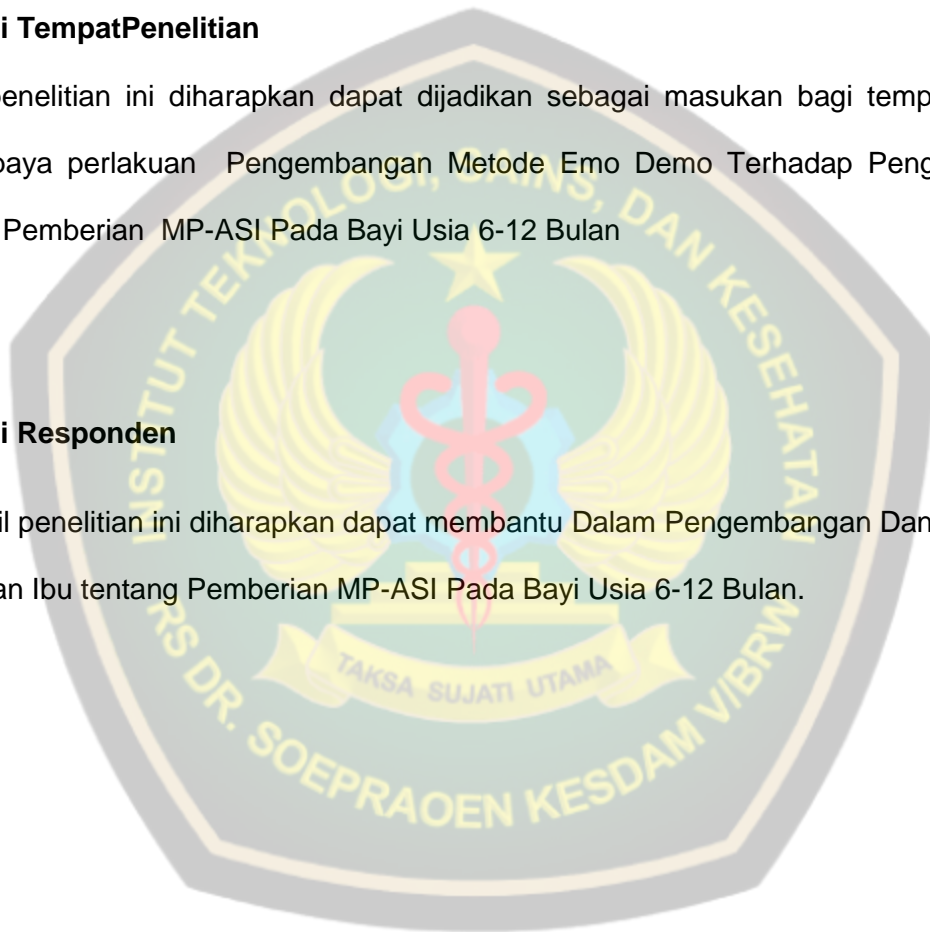 i TempatPenelitian
penelitian ini diharapkan dapat dijadikan sebagai masukan bagi temp
paya perlakuan Pengembangan Metode Emo Demo Terhadap Peng
Pemberian MP-ASI Pada Bayi Usia 6-12 Bulan
i Responden
il penelitian ini diharapkan dapat membantu Dalam Pengembangan Dan
an Ibu tentang Pemberian MP-ASI Pada Bayi Usia 6-12 Bulan.
INSTITUT TEKNOLOGI, SAINS, DAN KESEHATAN
TAKSA SUJATI UTAMA
RS DR. SOEPRAOEN KESDAM V/BRW